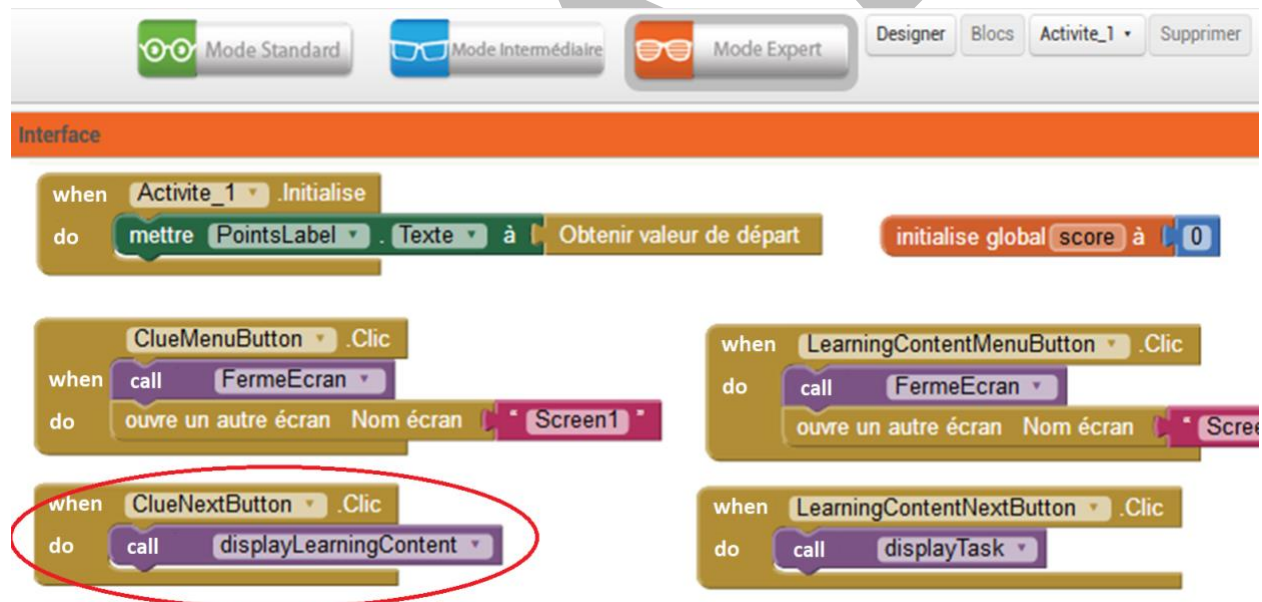 Mode Standard Mode Intermédiaire Mode Expert Designer Blocs Activite_1 Supprimer
Interface
when Activite_1 .Initialise
do mettre PointsLabel . Texte à Obtenir valeur de départ
initialise global score à 0
ClueMenuButton .Clic
when call FermeEcran
do ouvre un autre écran Nom écran " Screen1 "
when LearningContentMenuButton .Clic
do call FermeEcran
ouvre un autre écran Nom écran " Scree
when ClueNextButton .Clic
do call displayLearningContent
when LearningContentNextButton .Clic
do call displayTask